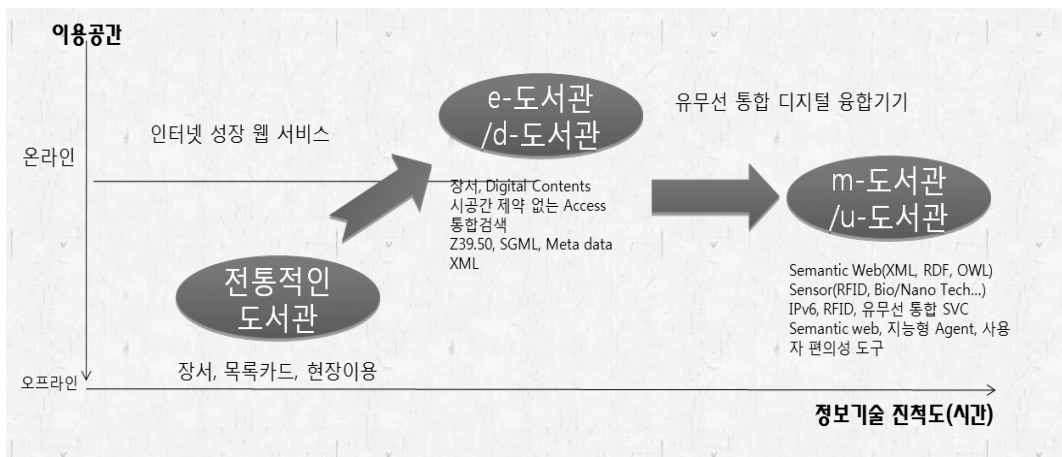 이용공간
e-도서관
/d-도서관
유무선 통합 디지털 융합기기
인터넷 성장 웹 서비스
온라인
장서, Digital Contents
시공간 제약 없는 Access
통합검색
Z39.50, SGML, Meta data
XML
m-도서관
/u-도서관
전통적인
도서관
Semantic Web(XML, RDF, OWL)
Sensor(RFID, Bio/Nano Tech...)
IPv6, RFID, 유무선 통합 SVC
Semantic web, 지능형 Agent, 사용
자 편의성 도구
장서, 목록카드, 현장이용
오프라인
정보기술 진척도(시간)